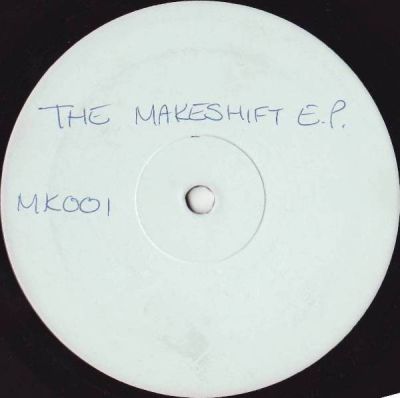 THE MAKESHIFT E.P.
MK001